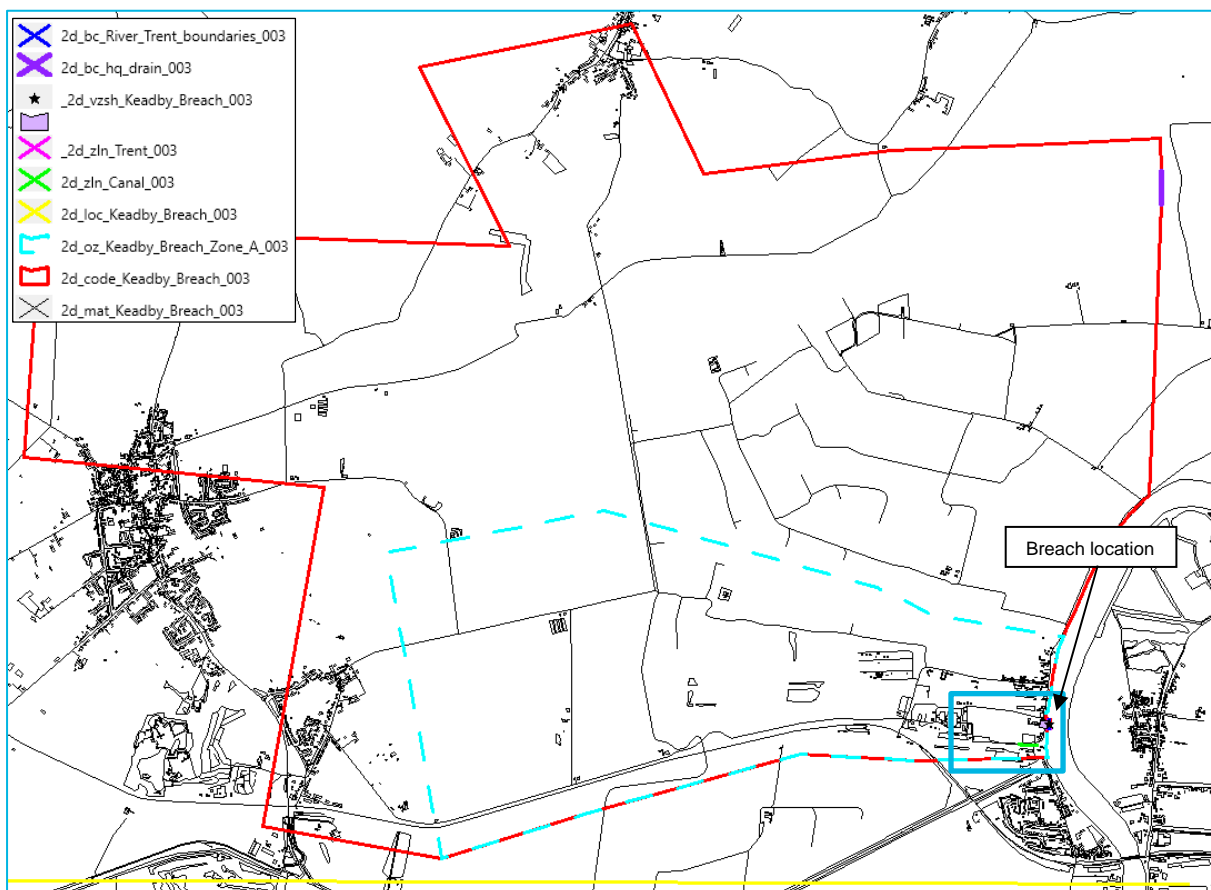 2d_bc_River_Trent_boundaries_003
2d_bc_hq_drain_003
_2d_vzsh_Keadby_Breach_003
_2d_zln_Trent_003
2d_zln_Canal_003
2d_loc_Keadby_Breach_003
2d_oz_Keadby_Breach_Zone_A_003
2d_code_Keadby_Breach_003
2d_mat_Keadby_Breach_003
Breach location